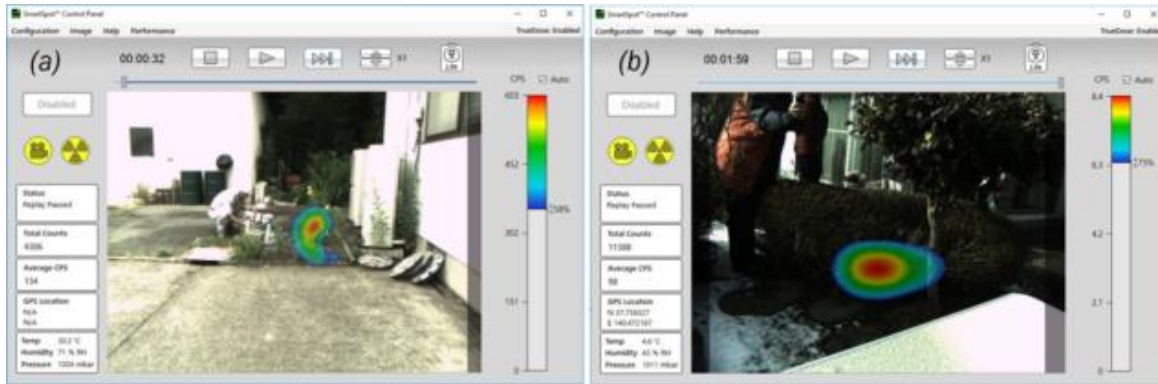 SmartSpot™ Control Panel
Configuration Image Help Performance
TrueDose: Enabled
(a)
00:00:32
X1
Life
CPS Auto
Disabled
603
452
58%
302
151
0
Status
Replay Paused
Total Counts
4306
Average CPS
134
GPS Location
N/A
N/A
Temp 30.2 °C
Humidity 71 % RH
Pressure 1004 mbar
SmartSpot™ Control Panel
Configuration Image Help Performance
(b)
00:01:59
X1
CPS Auto
Disabled
8.4
6.3
75%
4.2
2.1
0
Status
Replay Paused
Total Counts
11588
Average CPS
98
GPS Location
Temp 4.6 °C
Humidity 45 % RH
Pressure 1011 mbar